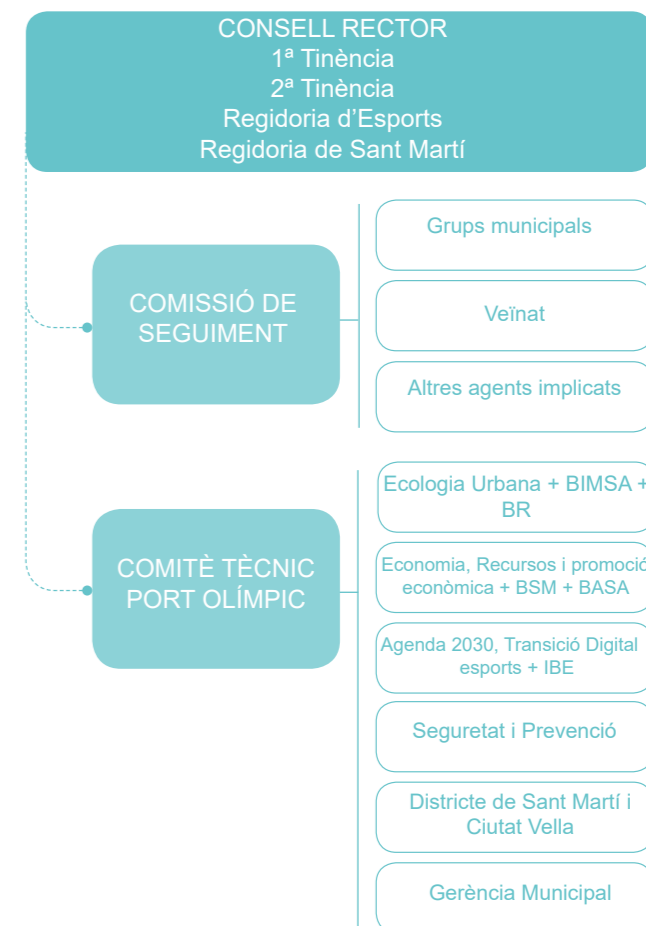 CONSELL RECTOR
1ª Tinència
2ª Tinència
Regidoria d’Esports
Regidoria de Sant Martí
COMISSIÓ DE
SEGUIMENT
Grups municipals
Veïnat
Altres agents implicats
COMITÈ TÈCNIC
PORT OLÍMPIC
Ecologia Urbana + BIMSA +
BR
Economia, Recursos i promoció
econòmica + BSM + BASA
Agenda 2030, Transició Digital
esports + IBE
Seguretat i Prevenció
Districte de Sant Martí i
Ciutat Vella
Gerència Municipal